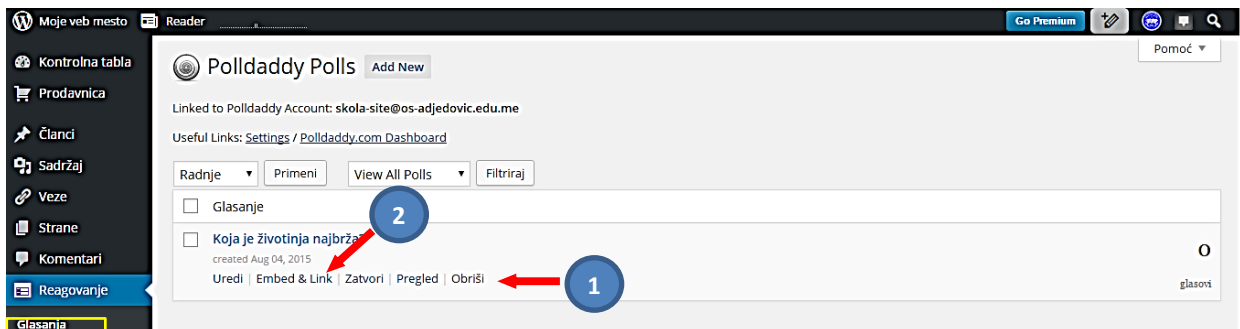 Moje veb mesto Reader Go Premium
Pomoć ▼
Kontrolna tabla
Prodavnica
Članci
Sadržaj
Veze
Strane
Komentari
Reagovanje
Glasanja
Polldaddy Polls Add New
Linked to Polldaddy Account: skola-site@os-adjedovic.edu.me
Useful Links: Settings / Polldaddy.com Dashboard
Radnje ▼ Primeni View All Polls ▼ Filtriraj
Glasanje
2
Koja je životinja najbrža?
created Aug 04, 2015
Uredi | Embed & Link | Zatvori | Pregled | Obriši
1
0
glasovi